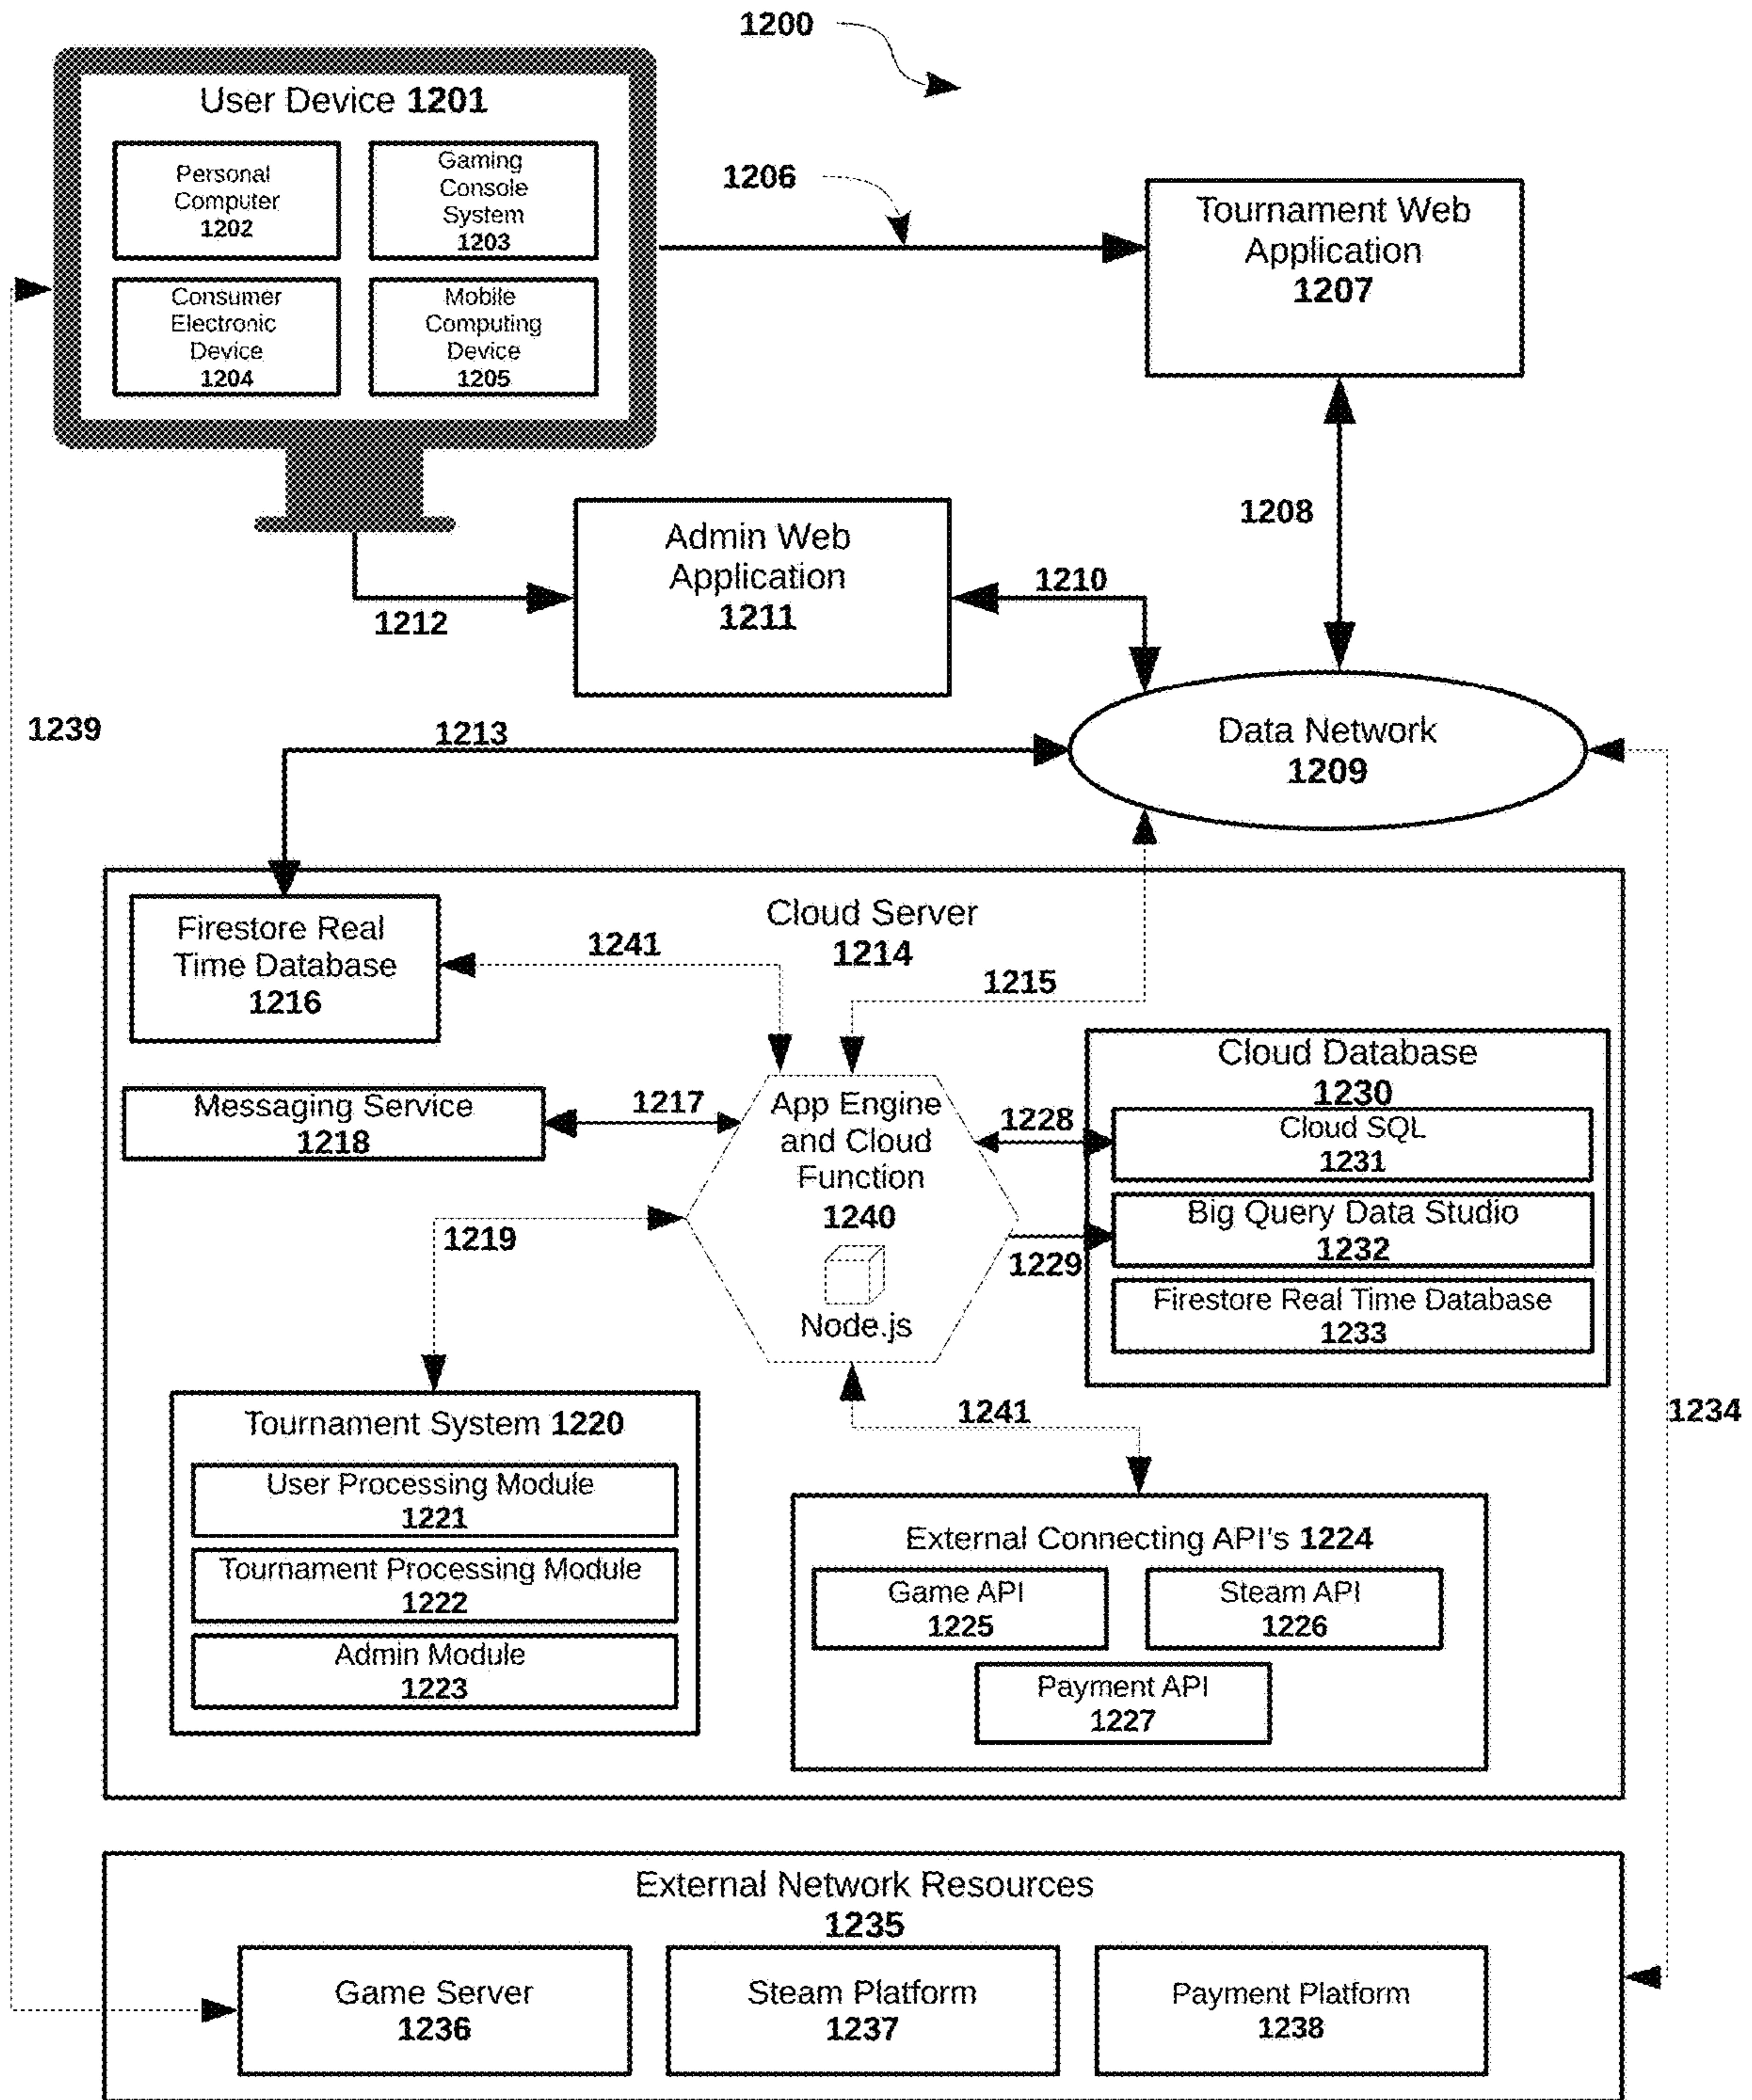 1200
User Device 1201
Personal
Computer
1202
Gaming
Console
System
1203
Consumer
Electronic
Device
1204
Mobile
Computing
Device
1205
1206
Tournament Web
Application
1207
1208
Admin Web
Application
1211
1210
1212
1239
1213
Data Network
1209
Firestore Real
Time Database
1216
1241
Cloud Server
1214
1215
Messaging Service
1218
1217
App Engine
and Cloud
Function
1240
Node.js
1228
1229
Cloud Database
1230
Cloud SQL
1231
Big Query Data Studio
1232
Firestore Real Time Database
1233
1219
1234
Tournament System 1220
User Processing Module
1221
Tournament Processing Module
1222
Admin Module
1223
1241
External Connecting API's 1224
Game API
1225
Steam API
1226
Payment API
1227
External Network Resources
1235
Game Server
1236
Steam Platform
1237
Payment Platform
1238